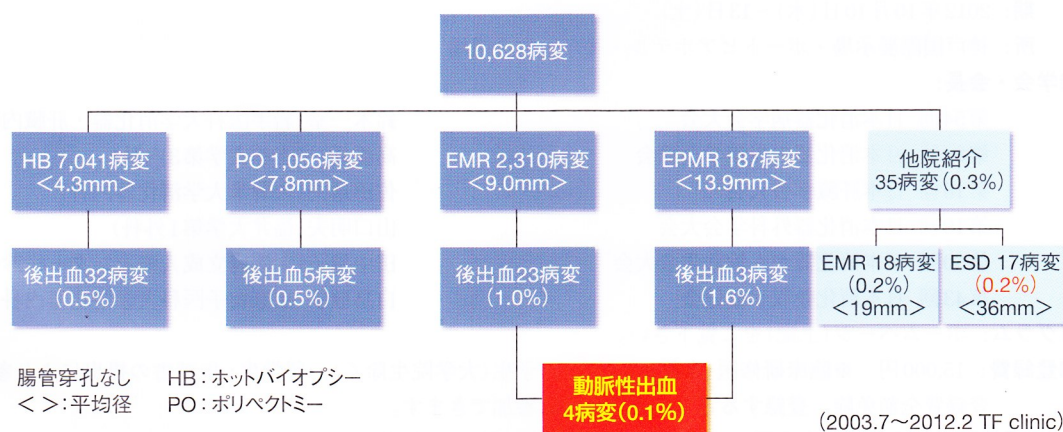 10,628病変
HB 7,041病変
<4.3mm>
PO 1,056病変
<7.8mm>
EMR 2,310病変
<9.0mm>
EPMR 187病変
<13.9mm>
他院紹介
35病変(0.3%)
後出血32病変
(0.5%)
後出血5病変
(0.5%)
後出血23病変
(1.0%)
後出血3病変
(1.6%)
EMR 18病変
(0.2%)
<19mm>
ESD 17病変
(0.2%)
<36mm>
動脈性出血
4病変(0.1%)
腸管穿孔なし
< >:平均径
HB:ホットバイオプシー
PO:ポリペクトミー
(2003.7〜2012.2 TF clinic)